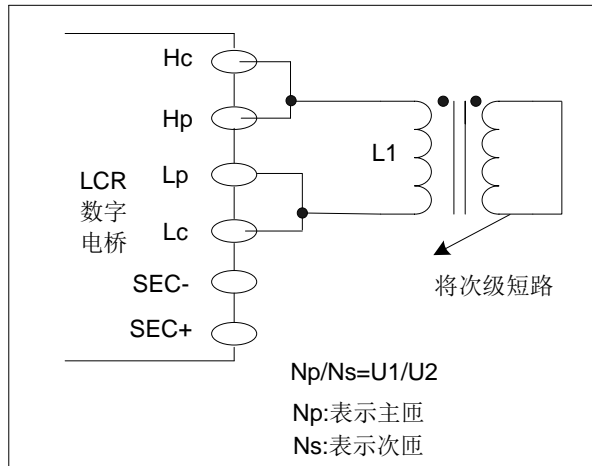 Hc
Hp
L1
Lp
LCR
数字
电桥
Lc
将次级短路
SEC-
SEC+
Np/Ns=U1/U2
Np:表示主匝
Ns:表示次匝